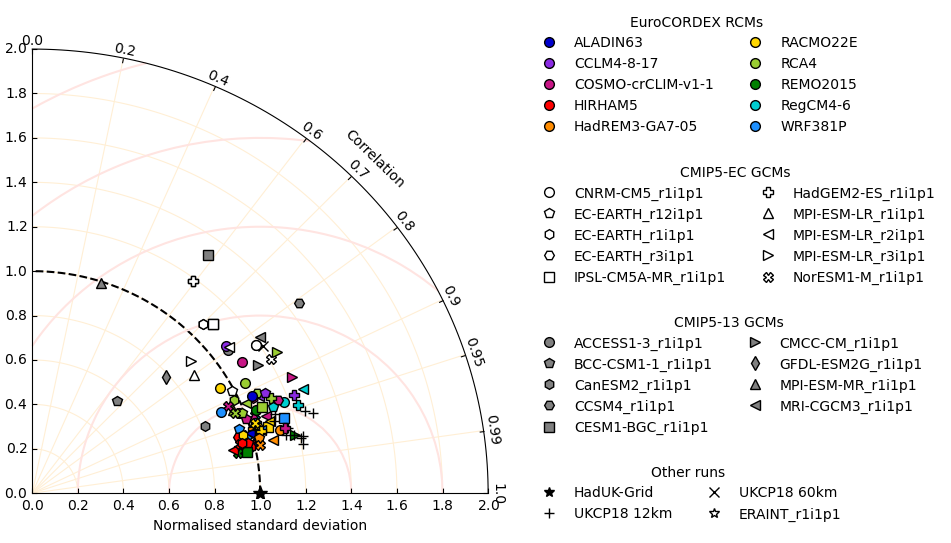 EuroCORDEX RCMs
ALADIN63
RACMO22E
CCLM4-8-17
RCA4
COSMO-crCLIM-v1-1
REMO2015
HIRHAM5
RegCM4-6
HadREM3-GA7-05
WRF381P
CMIP5-EC GCMs
CNRM-CM5_r1i1p1
HadGEM2-ES_r1i1p1
EC-EARTH_r12i1p1
MPI-ESM-LR_r1i1p1
EC-EARTH_r1i1p1
MPI-ESM-LR_r2i1p1
EC-EARTH_r3i1p1
MPI-ESM-LR_r3i1p1
IPSL-CM5A-MR_r1i1p1
NorESM1-M_r1i1p1
CMIP5-13 GCMs
ACCESS1-3_r1i1p1
CMCC-CM_r1i1p1
BCC-CSM1-1_r1i1p1
GFDL-ESM2G_r1i1p1
CanESM2_r1i1p1
MPI-ESM-MR_r1i1p1
CCSM4_r1i1p1
MRI-CGCM3_r1i1p1
CESM1-BGC_r1i1p1
Other runs
HadUK-Grid
UKCP18 60km
UKCP18 12km
ERAINT_r1i1p1
0.0
0.2
0.4
0.6
Correlation
0.7
0.8
0.9
0.95
0.99
1.0
2.0
1.8
1.6
1.4
1.2
1.0
0.8
0.6
0.4
0.2
0.0
0.0 0.2 0.4 0.6 0.8 1.0 1.2 1.4 1.6 1.8 2.0
Normalised standard deviation